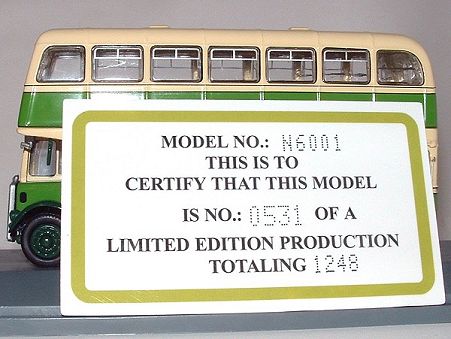 MODEL NO.: N6001
THIS IS TO
CERTIFY THAT THIS MODEL
IS NO.: 0531 OF A
LIMITED EDITION PRODUCTION
TOTALING 1248